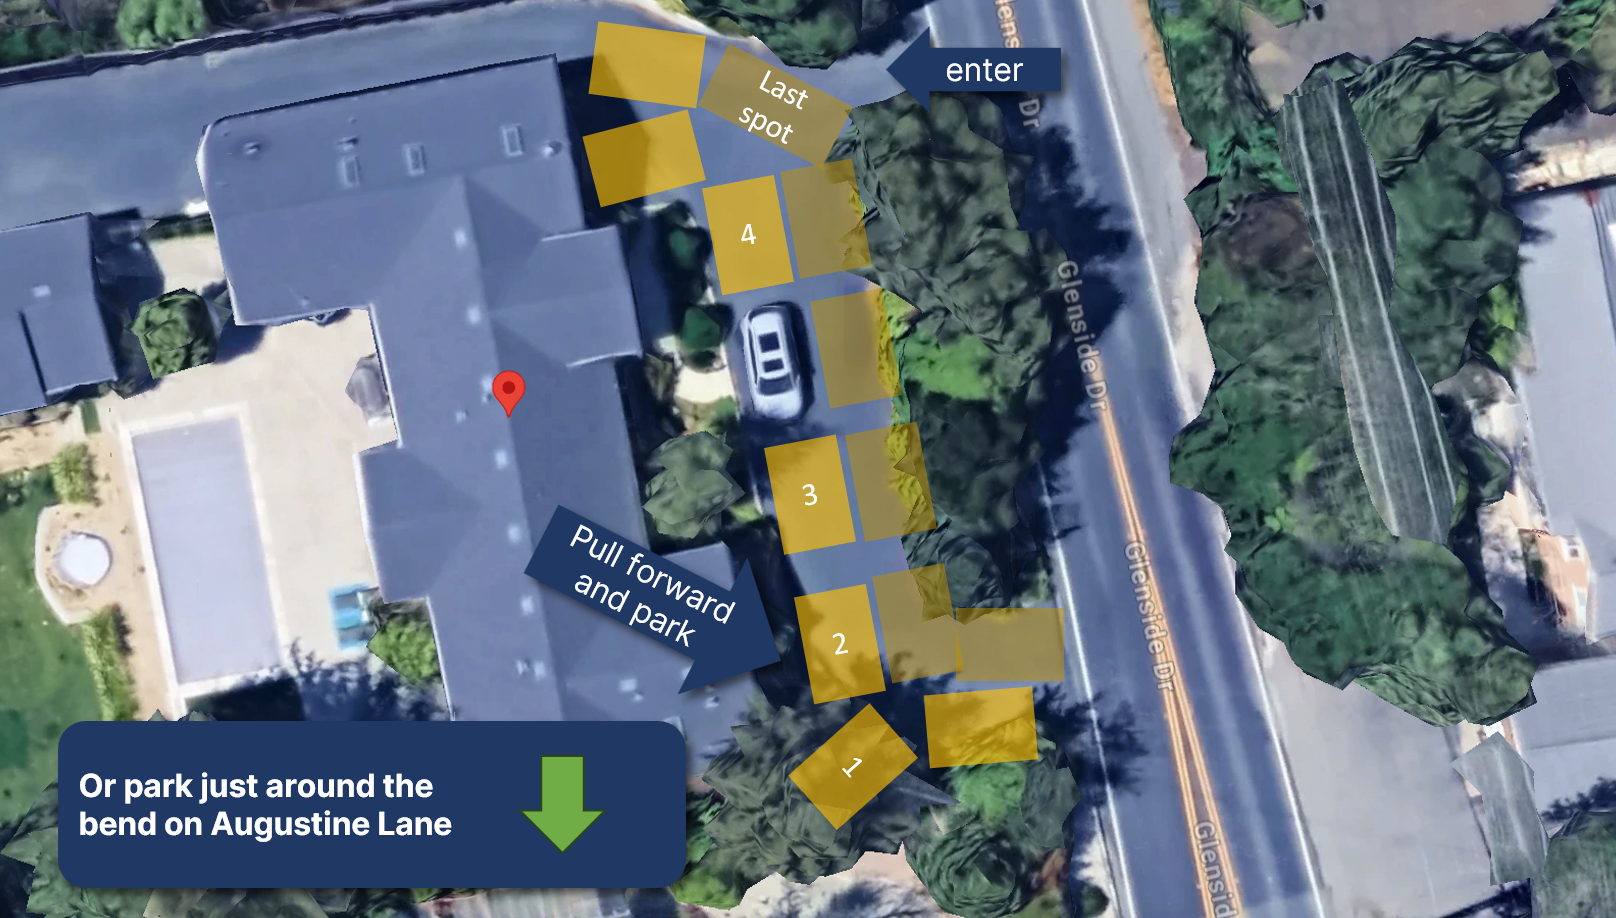 enter
Last
spot
4
3
Pull forward
and park
2
1
Or park just around the
bend on Augustine Lane
Glenside Dr
Glenside Dr